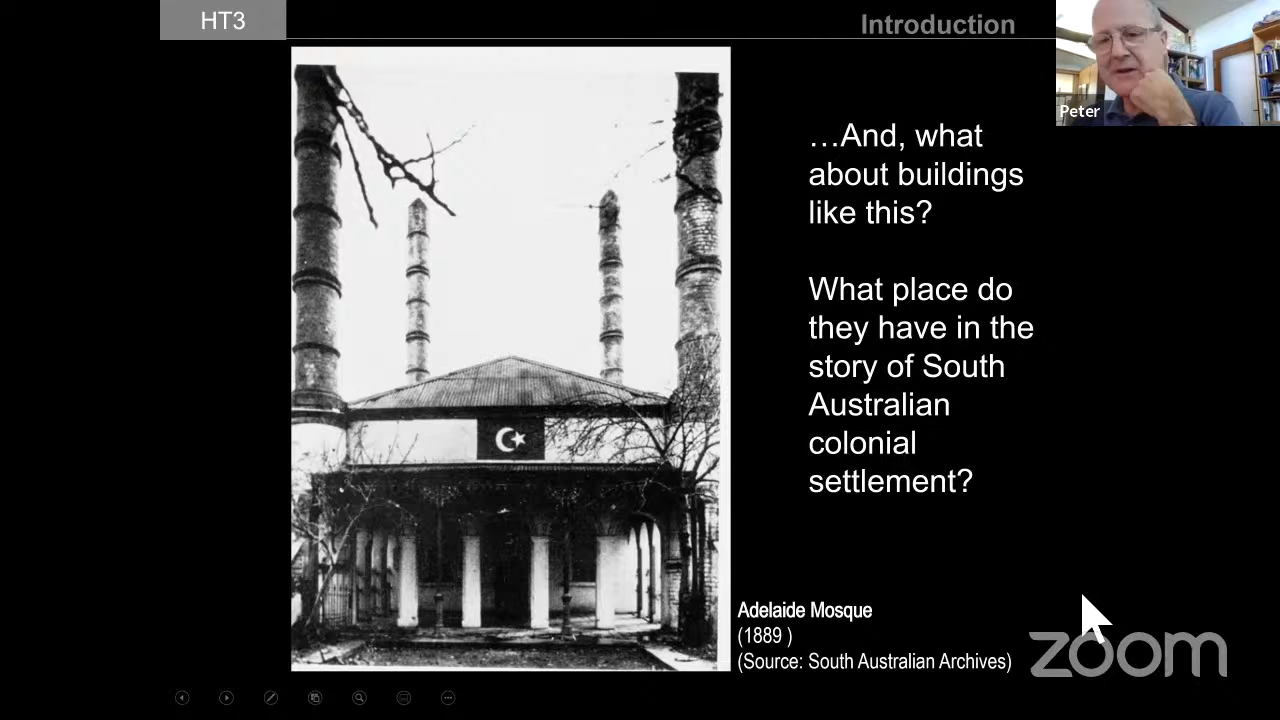 HT3
Introduction
Peter
…And, what
about buildings
like this?
What place do
they have in the
story of South
Australian
colonial
settlement?
Adelaide Mosque
(1889 )
(Source: South Australian Archives)
zoom